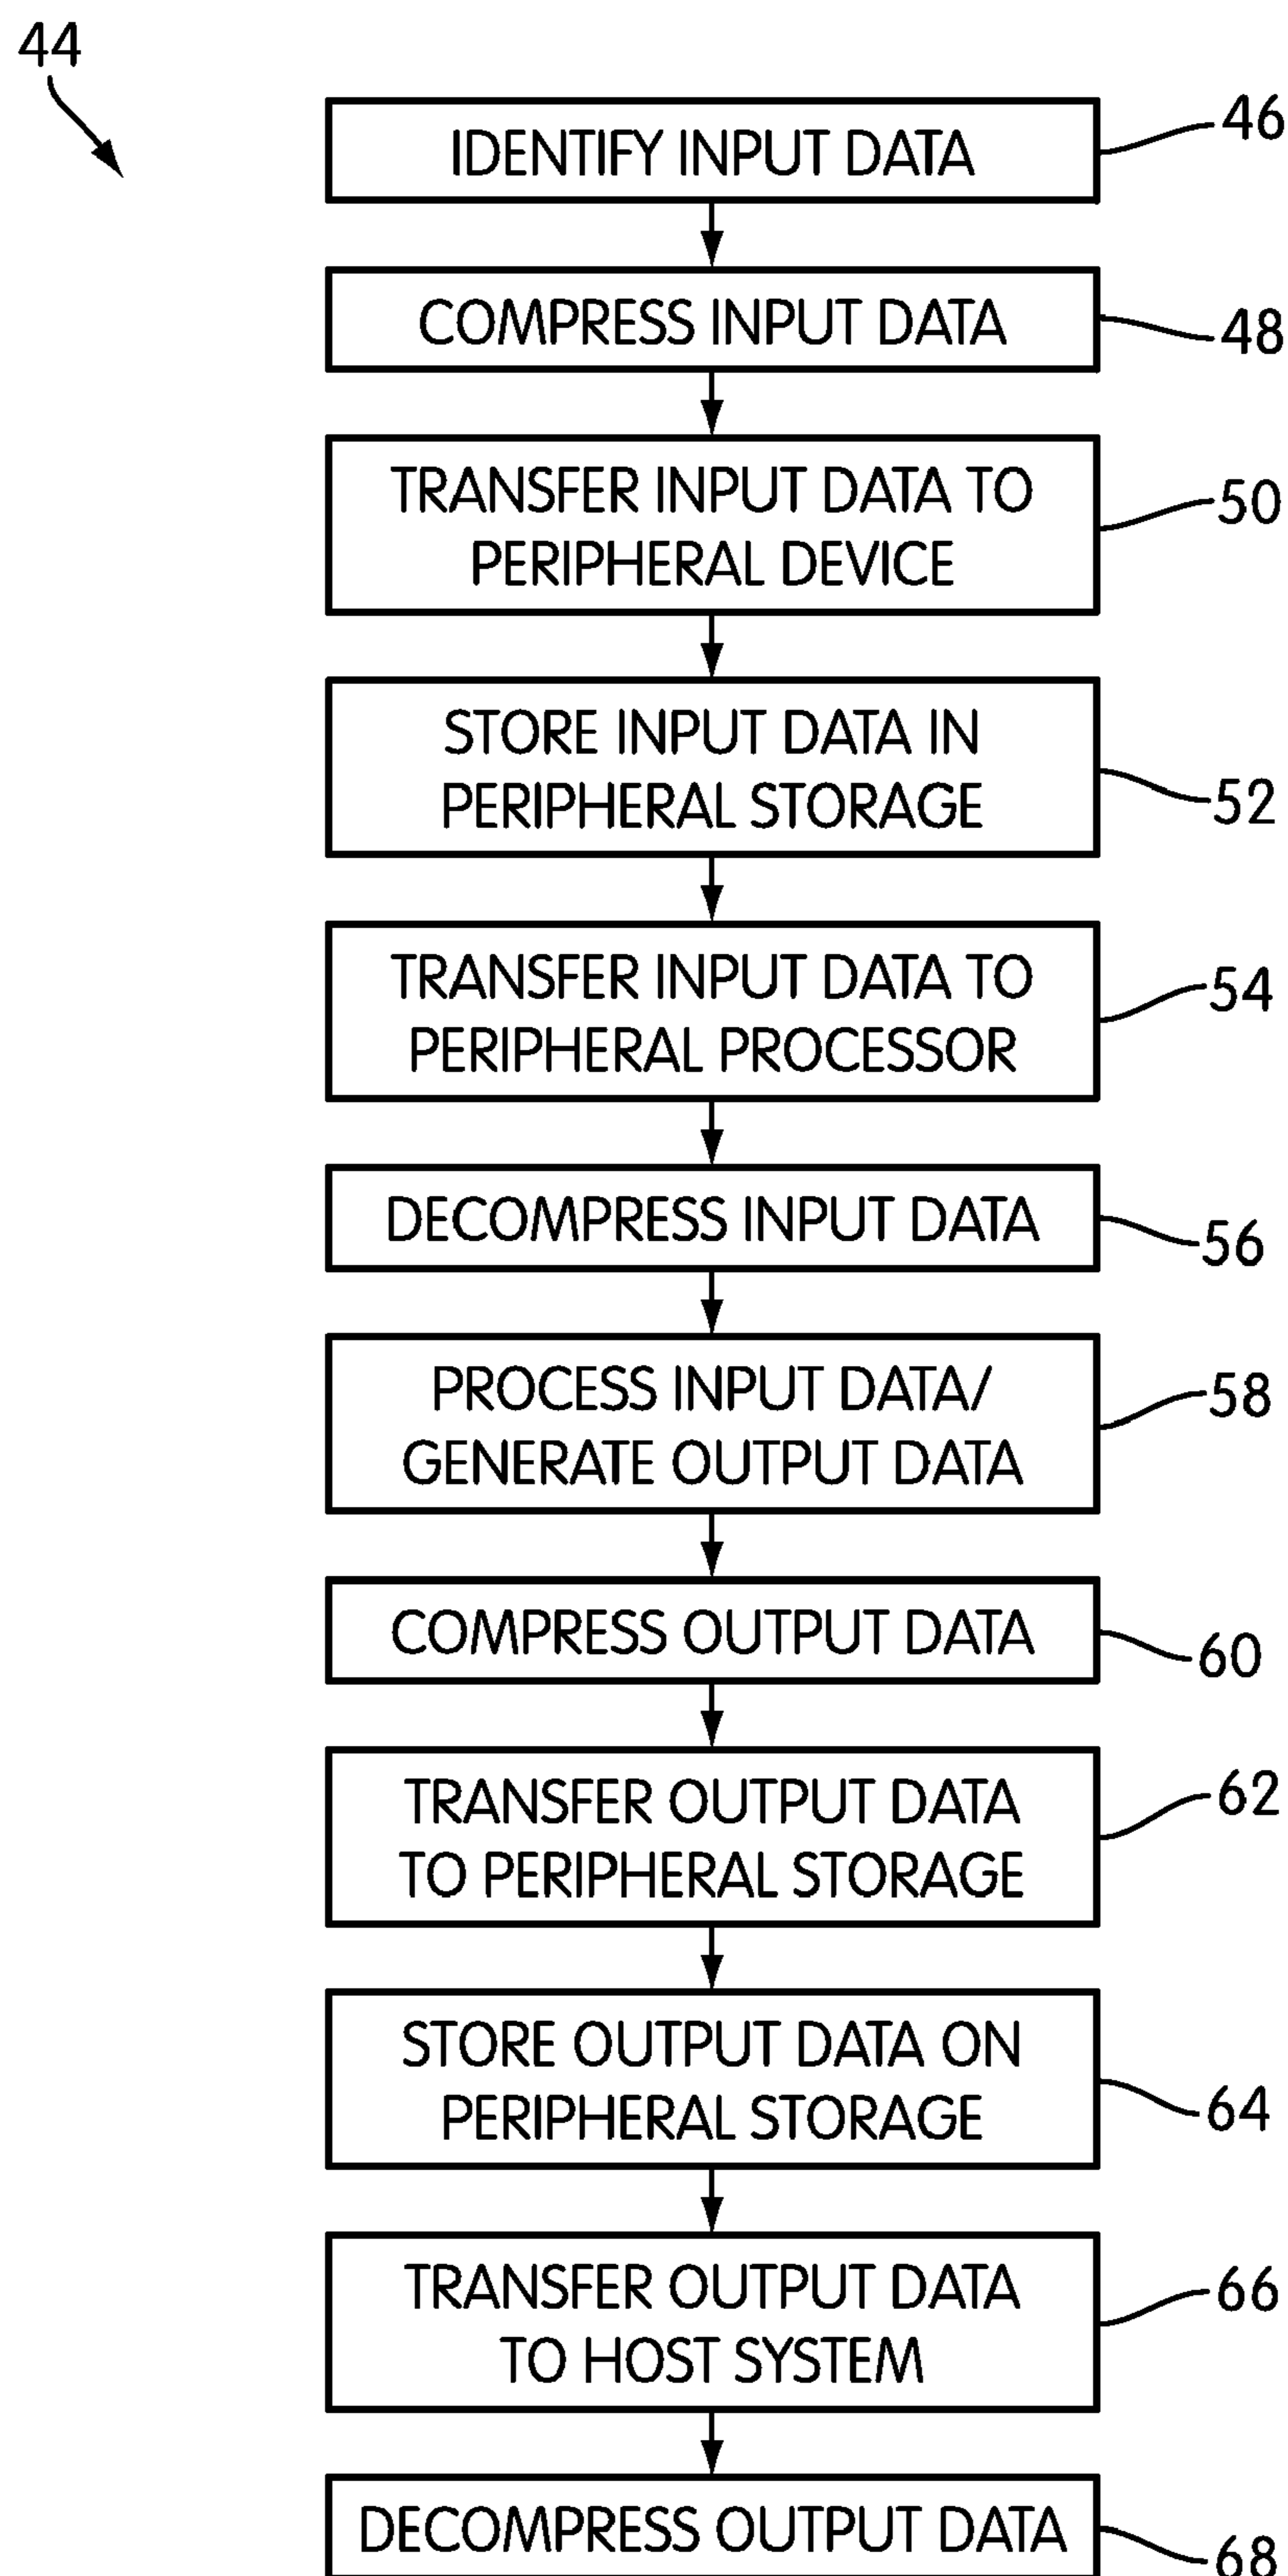 44
IDENTIFY INPUT DATA
46
COMPRESS INPUT DATA
48
TRANSFER INPUT DATA TO
PERIPHERAL DEVICE
50
STORE INPUT DATA IN
PERIPHERAL STORAGE
52
TRANSFER INPUT DATA TO
PERIPHERAL PROCESSOR
54
DECOMPRESS INPUT DATA
56
PROCESS INPUT DATA/
GENERATE OUTPUT DATA
58
COMPRESS OUTPUT DATA
60
TRANSFER OUTPUT DATA
TO PERIPHERAL STORAGE
62
STORE OUTPUT DATA ON
PERIPHERAL STORAGE
64
TRANSFER OUTPUT DATA
TO HOST SYSTEM
66
DECOMPRESS OUTPUT DATA
68